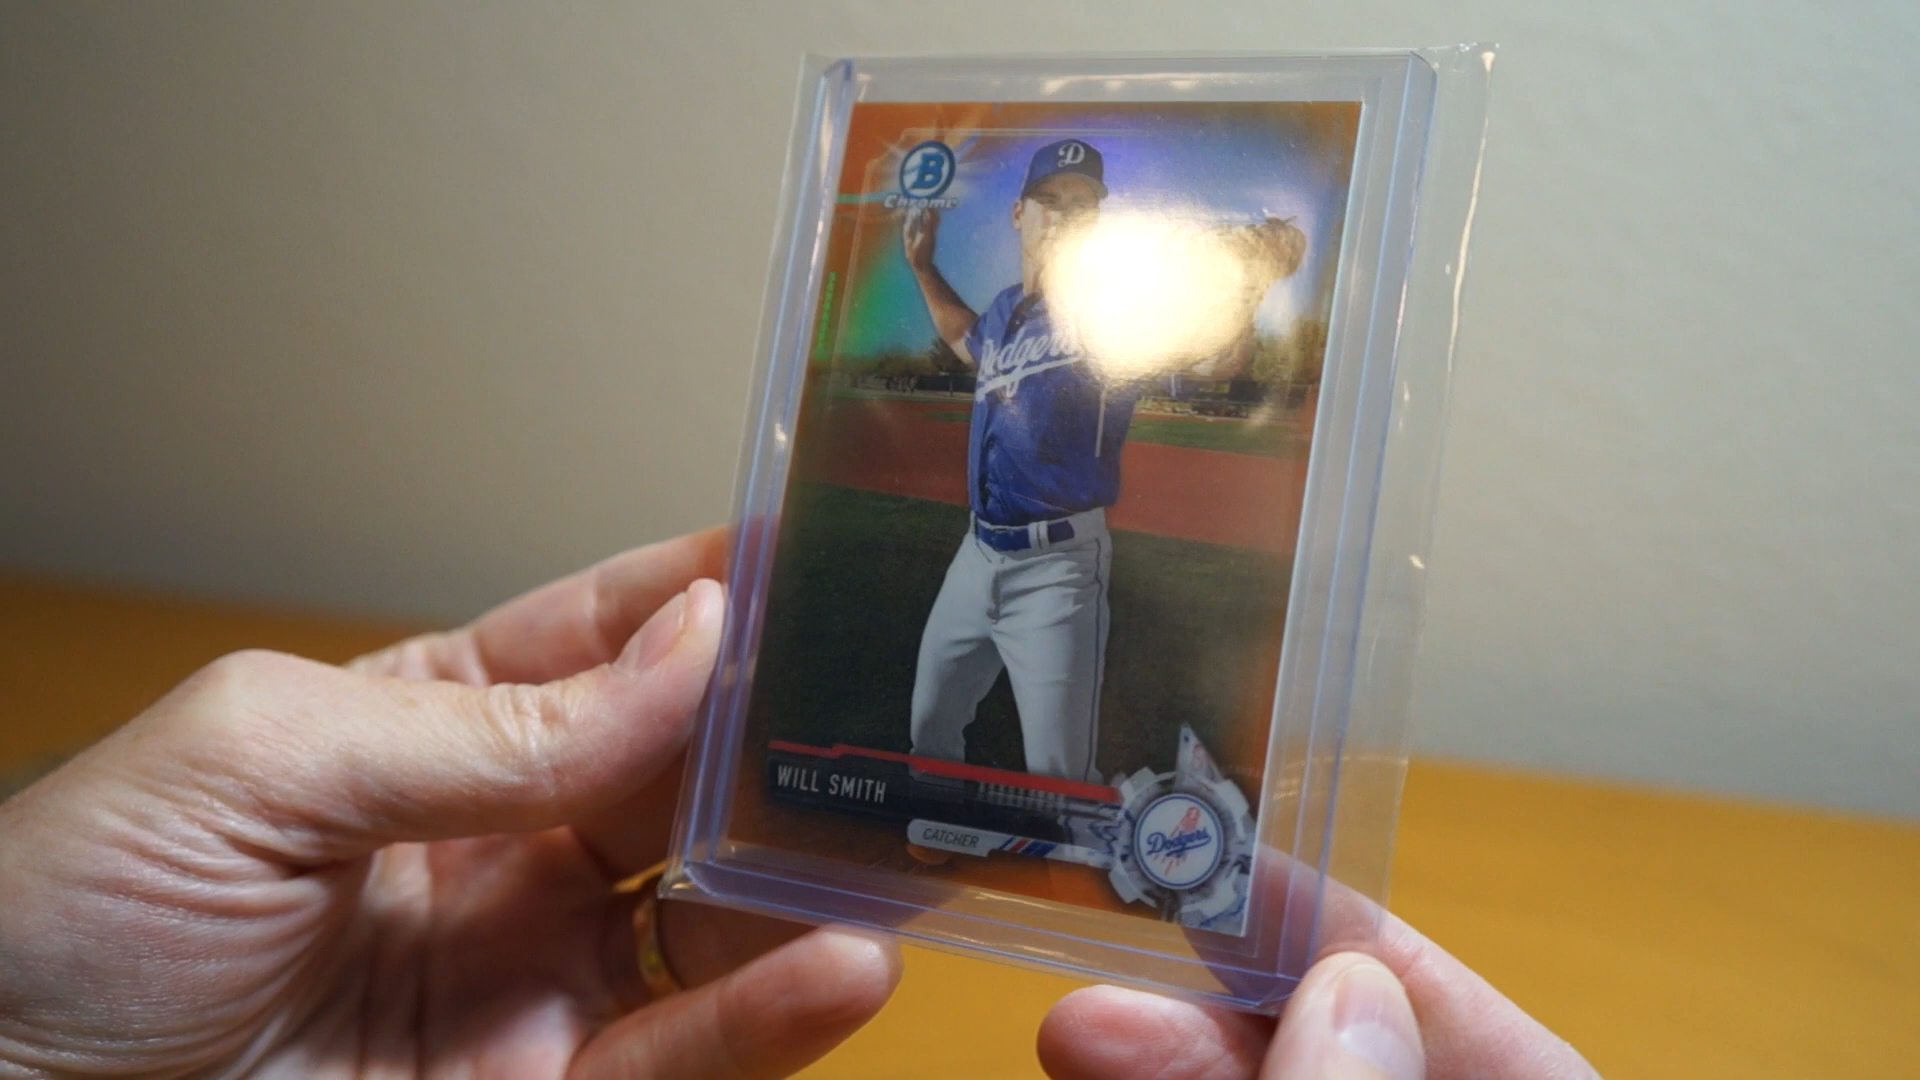 D
B
Chrome
Dodgers
WILL SMITH
CATCHER
Dodgers